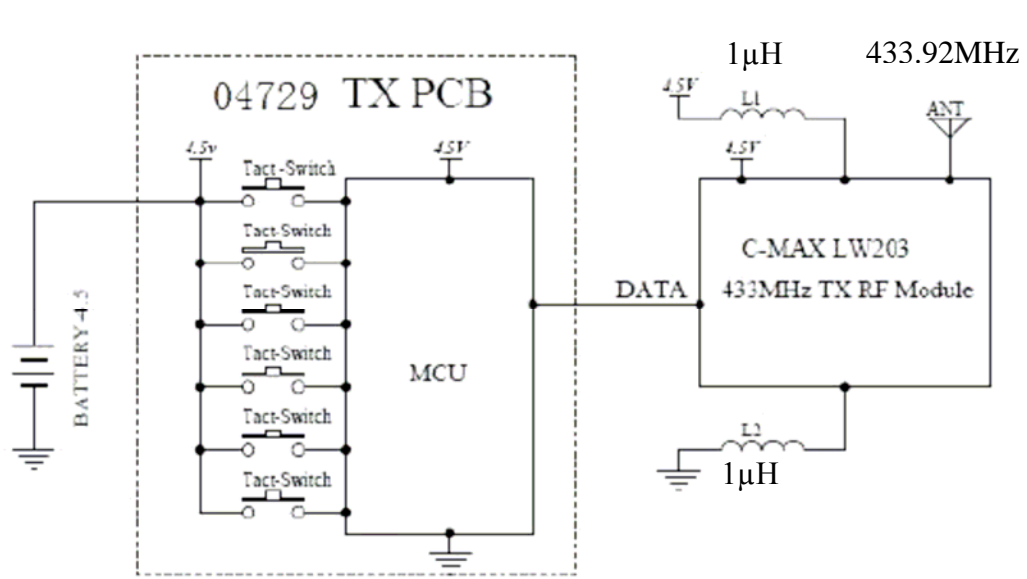 1µH
433.92MHz
04729 TX PCB
4.5V
L1
ANT
4.5v
4.5V
4.5V
Tact-Switch
Tact-Switch
C-MAX LW203
433MHz TX RF Module
DATA
Tact-Switch
BATTERY 4.5
Tact-Switch
MCU
Tact-Switch
L2
1µH
Tact-Switch